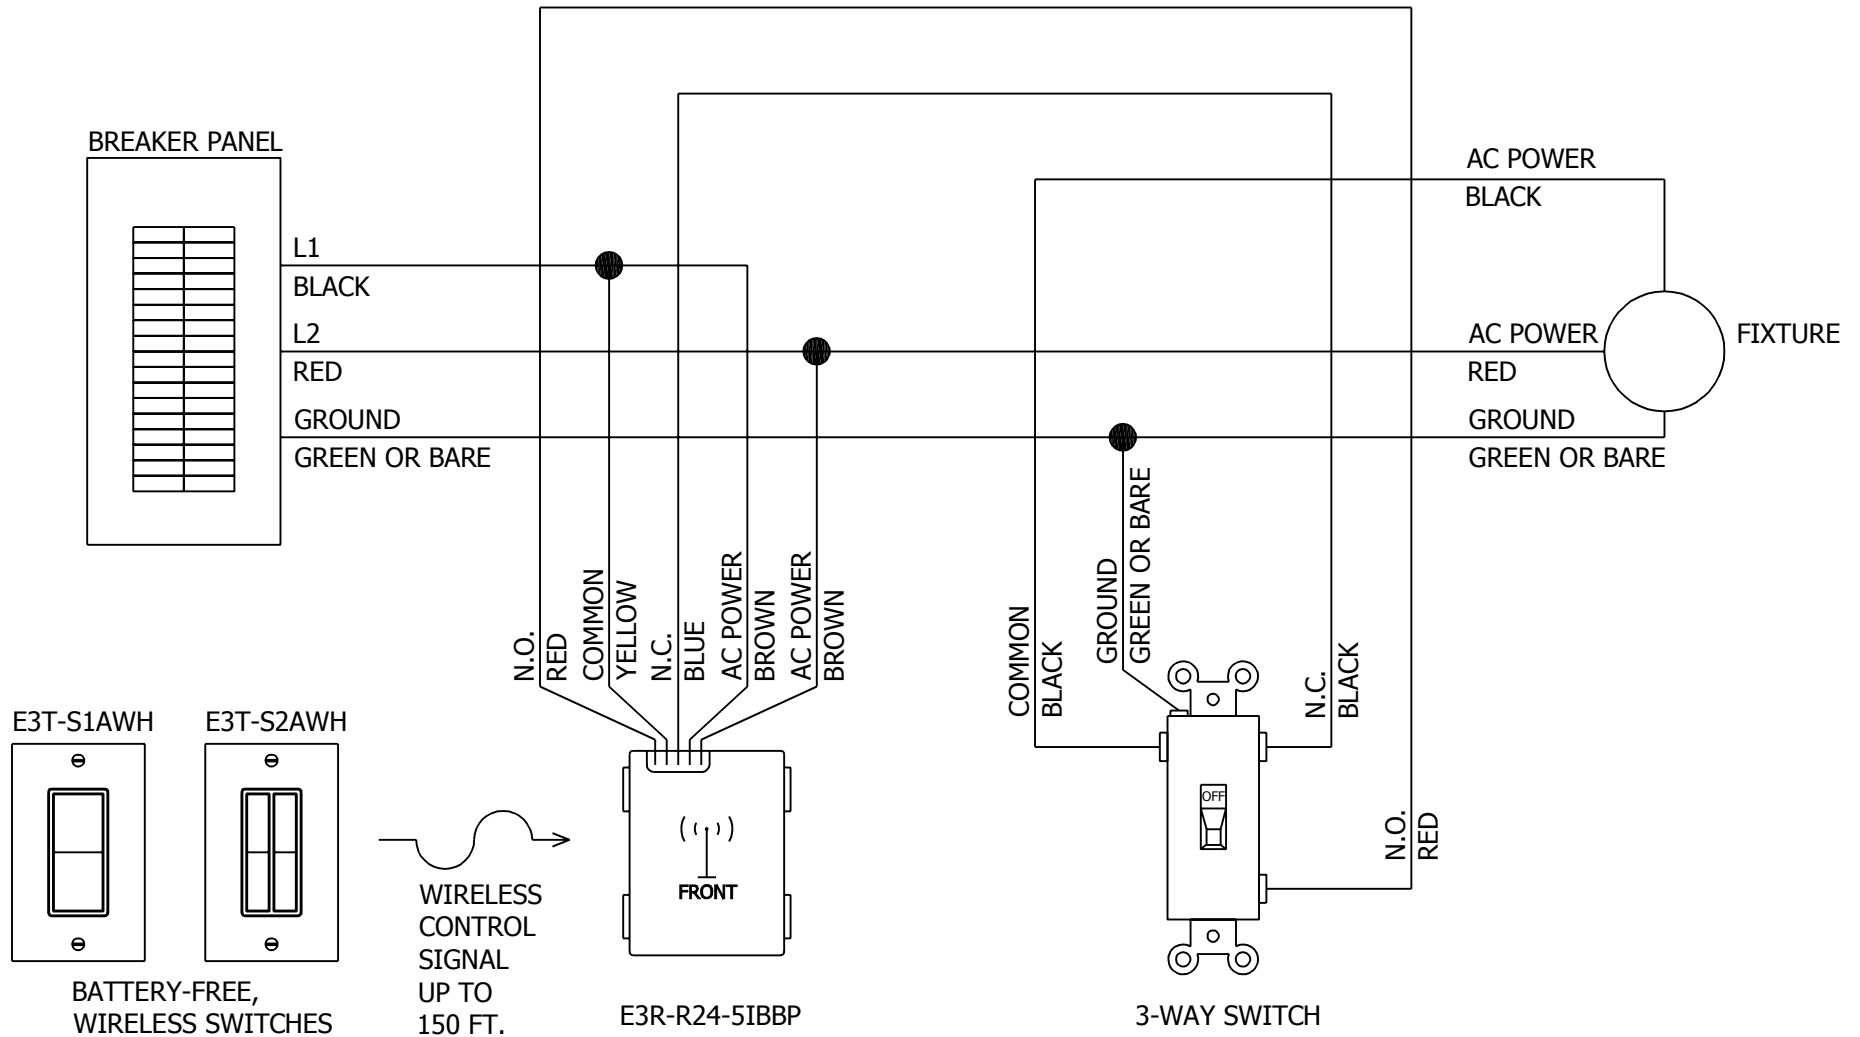 BREAKER PANEL
AC POWER
BLACK
L1
BLACK
L2
RED
AC POWER
RED
FIXTURE
GROUND
GREEN OR BARE
GROUND
GREEN OR BARE
N.O.
RED
COMMON
YELLOW
N.C.
BLUE
AC POWER
BROWN
AC POWER
BROWN
COMMON
BLACK
GROUND
GREEN OR BARE
N.C.
BLACK
N.O.
RED
E3T-S1AWH
E3T-S2AWH
OFF
FRONT
WIRELESS
CONTROL
SIGNAL
UP TO
150 FT.
BATTERY-FREE,
WIRELESS SWITCHES
E3R-R24-5IBBP
3-WAY SWITCH